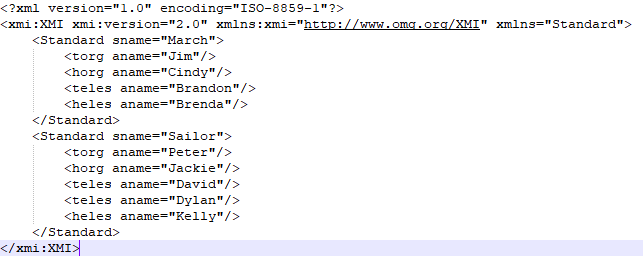 <?xml version="1.0" encoding="ISO-8859-1"?>
<xmi:XMI xmi:version="2.0" xmlns:xmi="http://www.omg.org/XMI" xmlns="Standard">
<Standard sname="March">
<torg aname="Jim"/>
<horg aname="Cindy"/>
<teles aname="Brandon"/>
<heles aname="Brenda"/>
</Standard>
<Standard sname="Sailor">
<torg aname="Peter"/>
<horg aname="Jackie"/>
<teles aname="David"/>
<teles aname="Dylan"/>
<heles aname="Kelly"/>
</Standard>
</xmi:XMI>